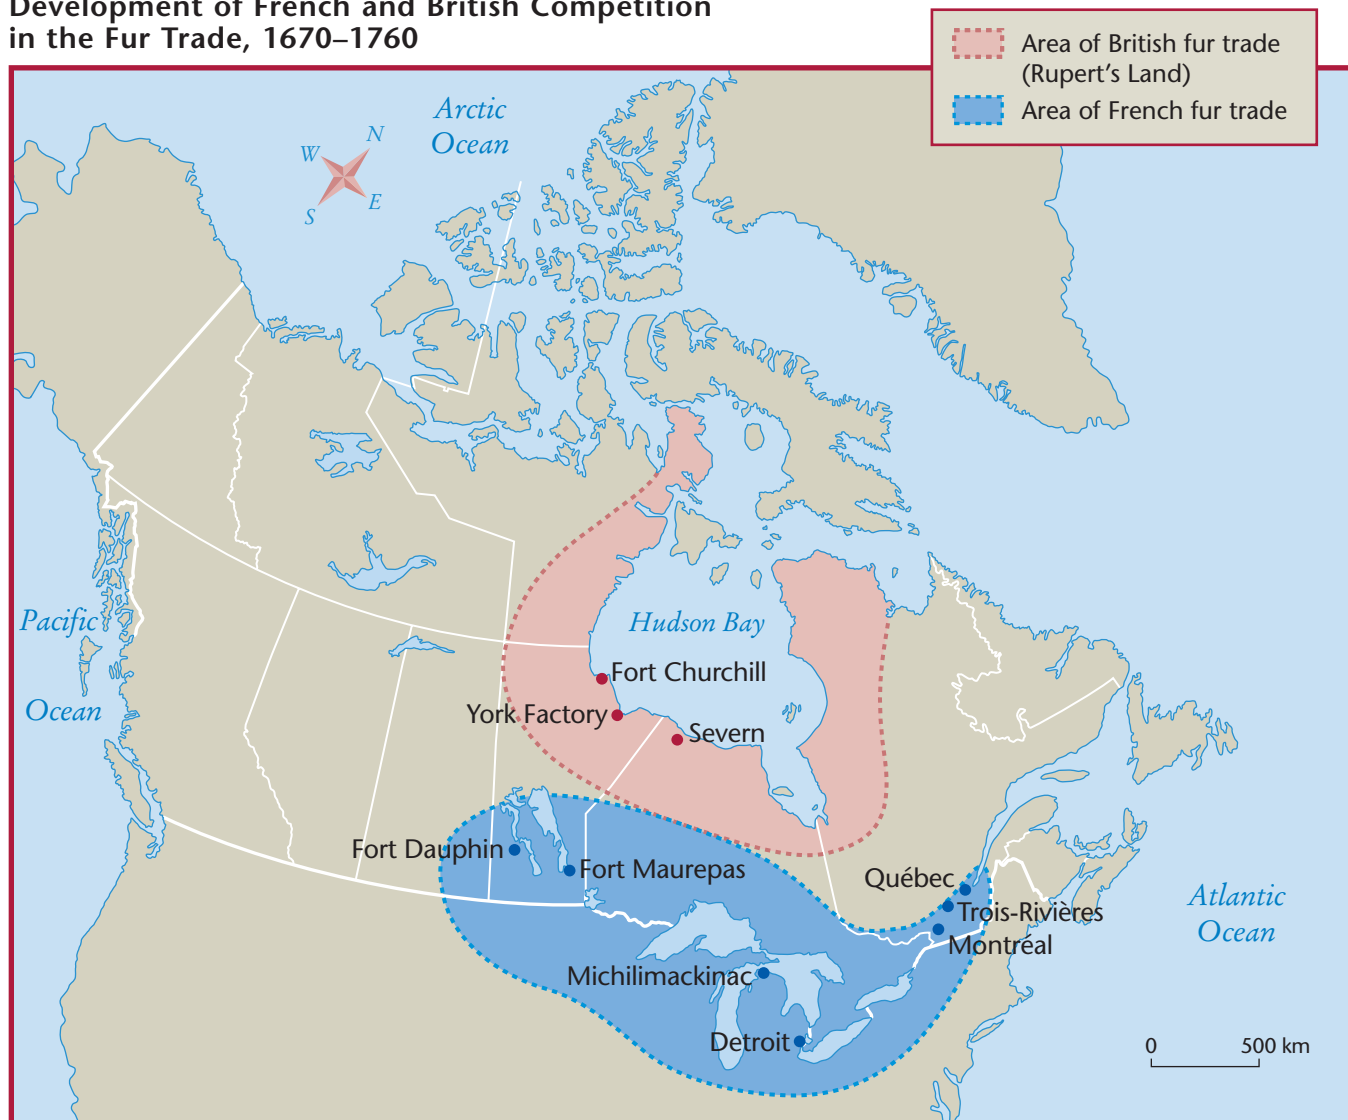 Development of French and British Competition
in the Fur Trade, 1670–1760
Area of British fur trade
(Rupert's Land)
Area of French fur trade
Arctic
Ocean
N
W
E
S
Pacific
Ocean
Hudson Bay
Fort Churchill
York Factory
Severn
Fort Dauphin
Fort Maurepas
Québec
Trois-Rivières
Montréal
Michilimackinac
Detroit
Atlantic
Ocean
0 500 km